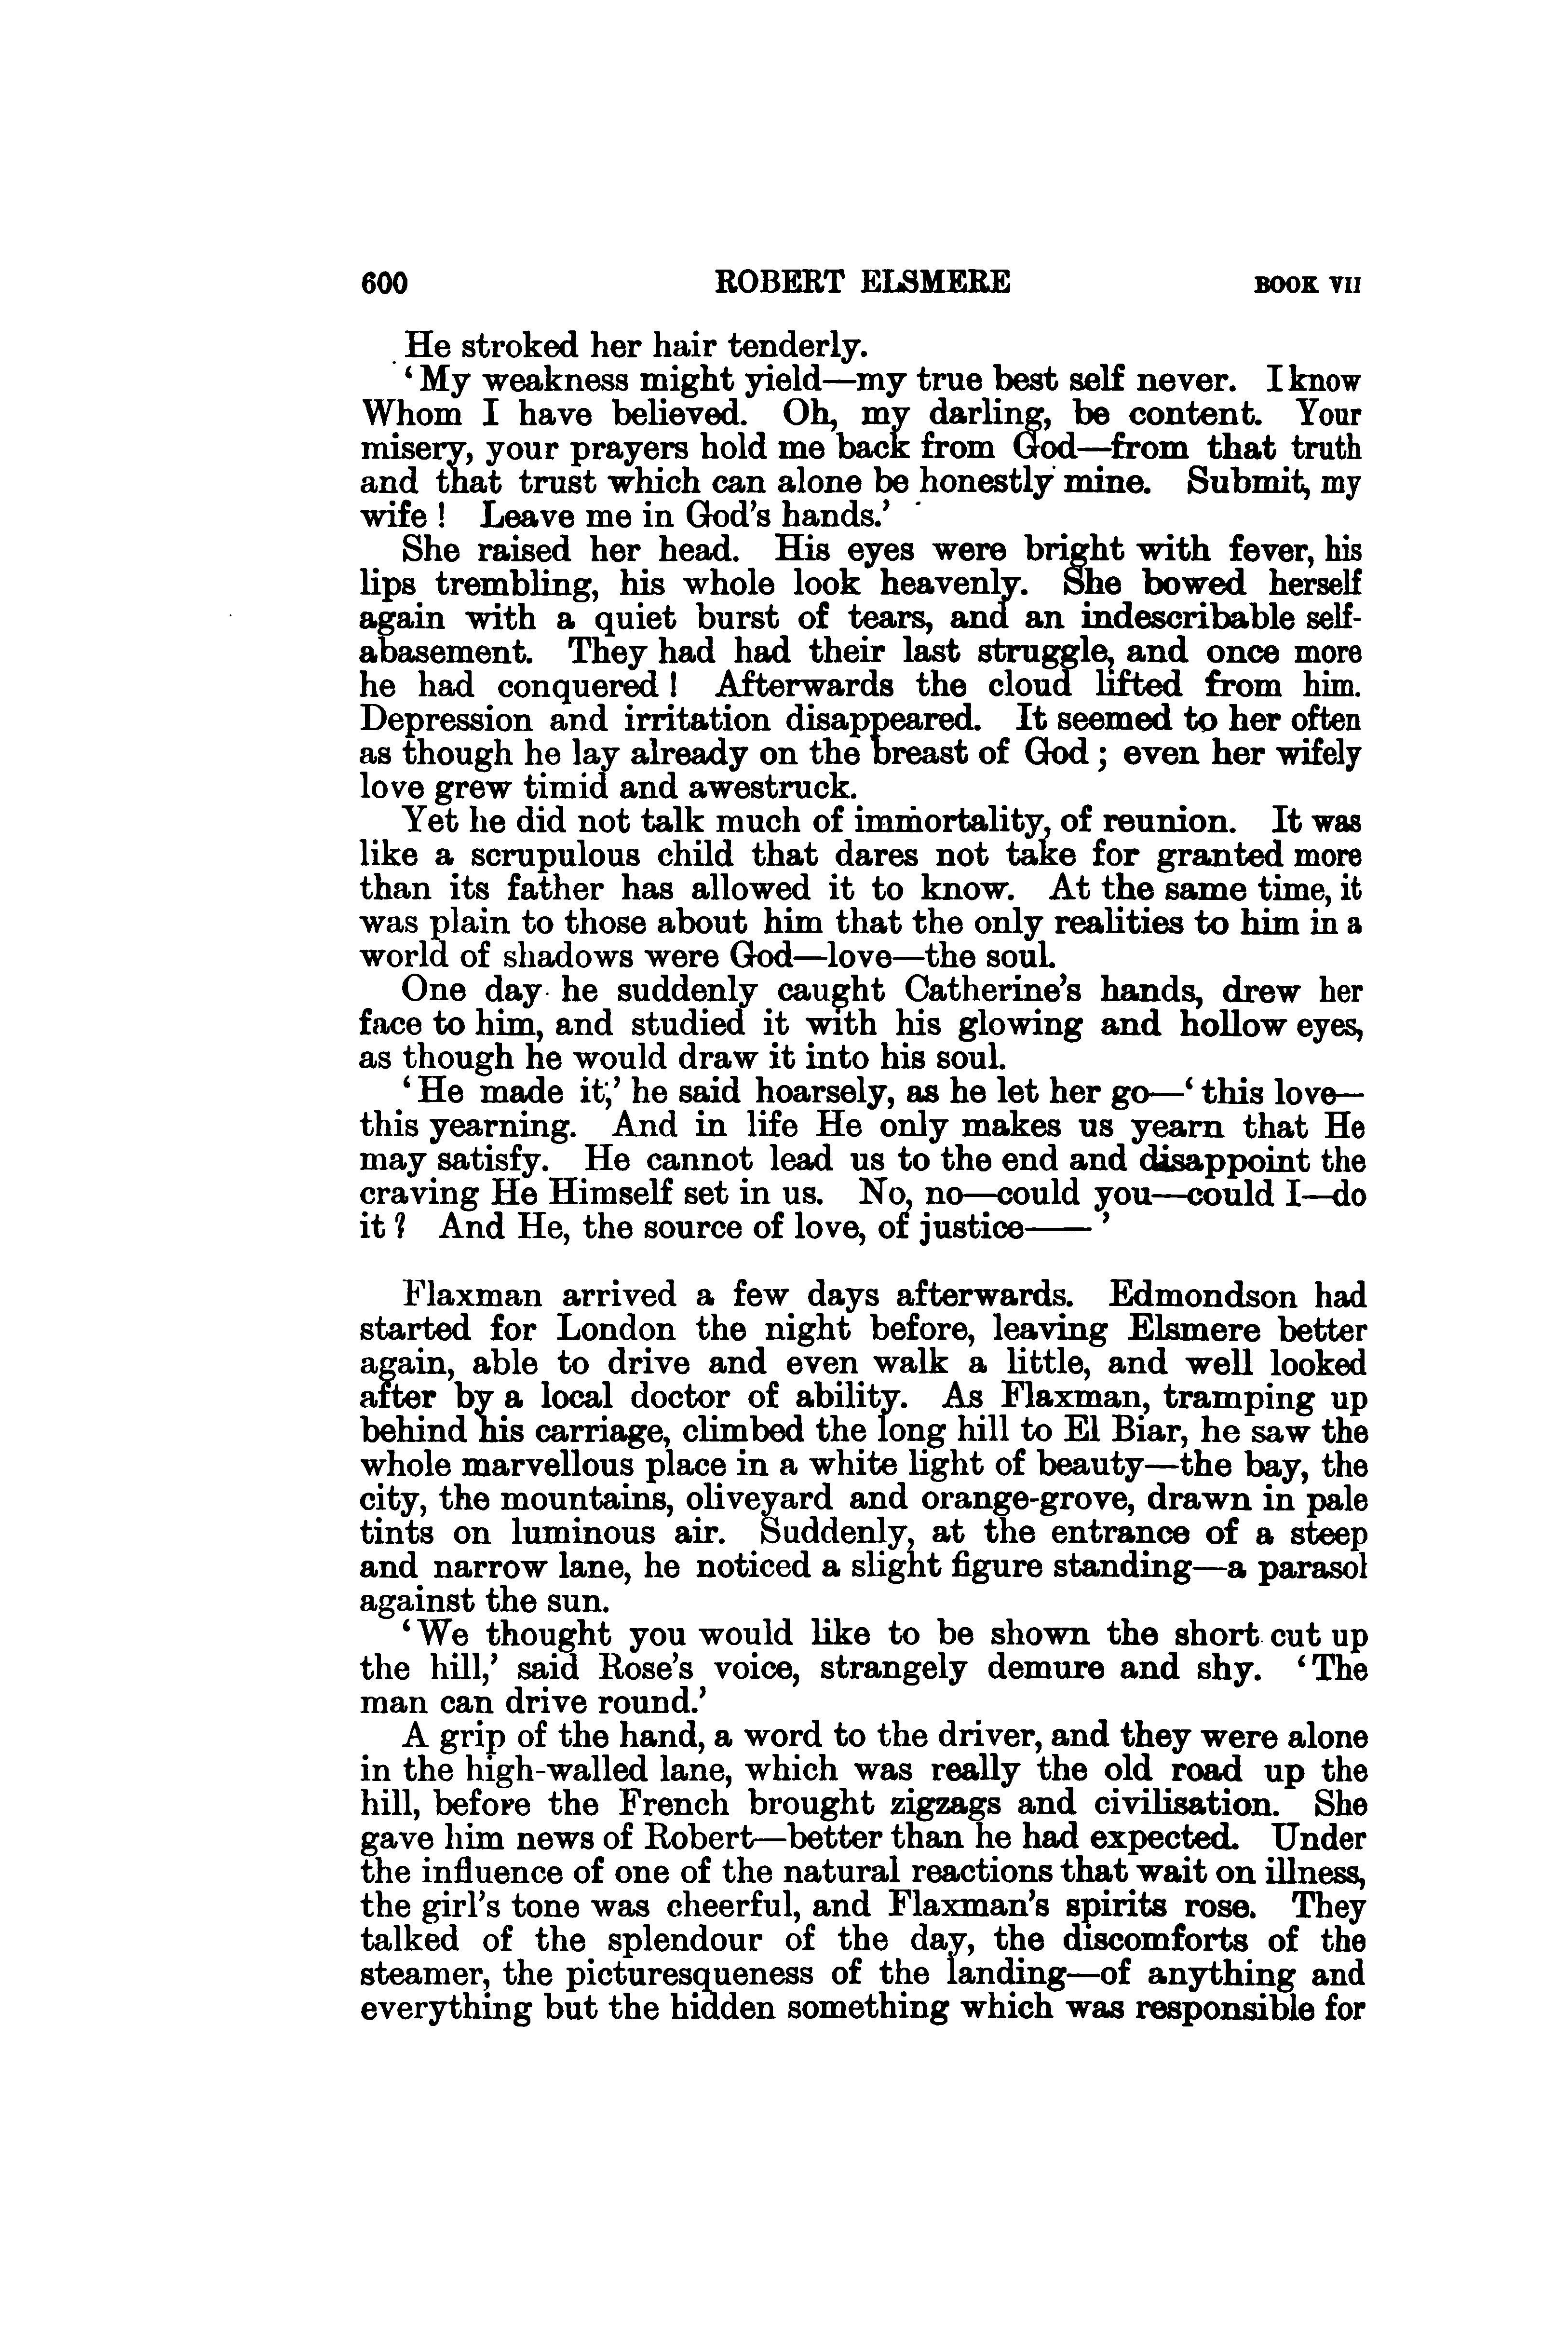 600 ROBERT ELSMERE BOOK VII
He stroked her hair tenderly.
‘My weakness might yield—my true best self never. I know
Whom I have believed. Oh, my darling, be content. Your
misery, your prayers hold me back from God—from that truth
and that trust which can alone be honestly mine. Submit, my
wife! Leave me in God's hands.’
She raised her head. His eyes were bright with fever, his
lips trembling, his whole look heavenly. She bowed herself
again with a quiet burst of tears, and an indescribable self-
abasement. They had had their last struggle, and once more
he had conquered! Afterwards the cloud lifted from him.
Depression and irritation disappeared. It seemed to her often
as though he lay already on the breast of God; even her wifely
love grew timid and awestruck.
Yet he did not talk much of immortality, of reunion. It was
like a scrupulous child that dares not take for granted more
than its father has allowed it to know. At the same time, it
was plain to those about him that the only realities to him in a
world of shadows were God—love—the soul.
One day he suddenly caught Catherine's hands, drew her
face to him, and studied it with his glowing and hollow eyes,
as though he would draw it into his soul.
‘He made it,’ he said hoarsely, as he let her go—‘this love—
this yearning. And in life He only makes us yearn that He
may satisfy. He cannot lead us to the end and disappoint the
craving He Himself set in us. No, no—could you—could I—do
it? And He, the source of love, of justice——’
Flaxman arrived a few days afterwards. Edmondson had
started for London the night before, leaving Elsmere better
again, able to drive and even walk a little, and well looked
after by a local doctor of ability. As Flaxman, tramping up
behind his carriage, climbed the long hill to El Biar, he saw the
whole marvellous place in a white light of beauty—the bay, the
city, the mountains, oliveyard and orange-grove, drawn in pale
tints on luminous air. Suddenly, at the entrance of a steep
and narrow lane, he noticed a slight figure standing—a parasol
against the sun.
‘We thought you would like to be shown the short cut up
the hill,’ said Rose's voice, strangely demure and shy. ‘The
man can drive round.’
A grip of the hand, a word to the driver, and they were alone
in the high-walled lane, which was really the old road up the
hill, before the French brought zigzags and civilisation. She
gave him news of Robert—better than he had expected. Under
the influence of one of the natural reactions that wait on illness,
the girl's tone was cheerful, and Flaxman's spirits rose. They
talked of the splendour of the day, the discomforts of the
steamer, the picturesqueness of the landing—of anything and
everything but the hidden something which was responsible for